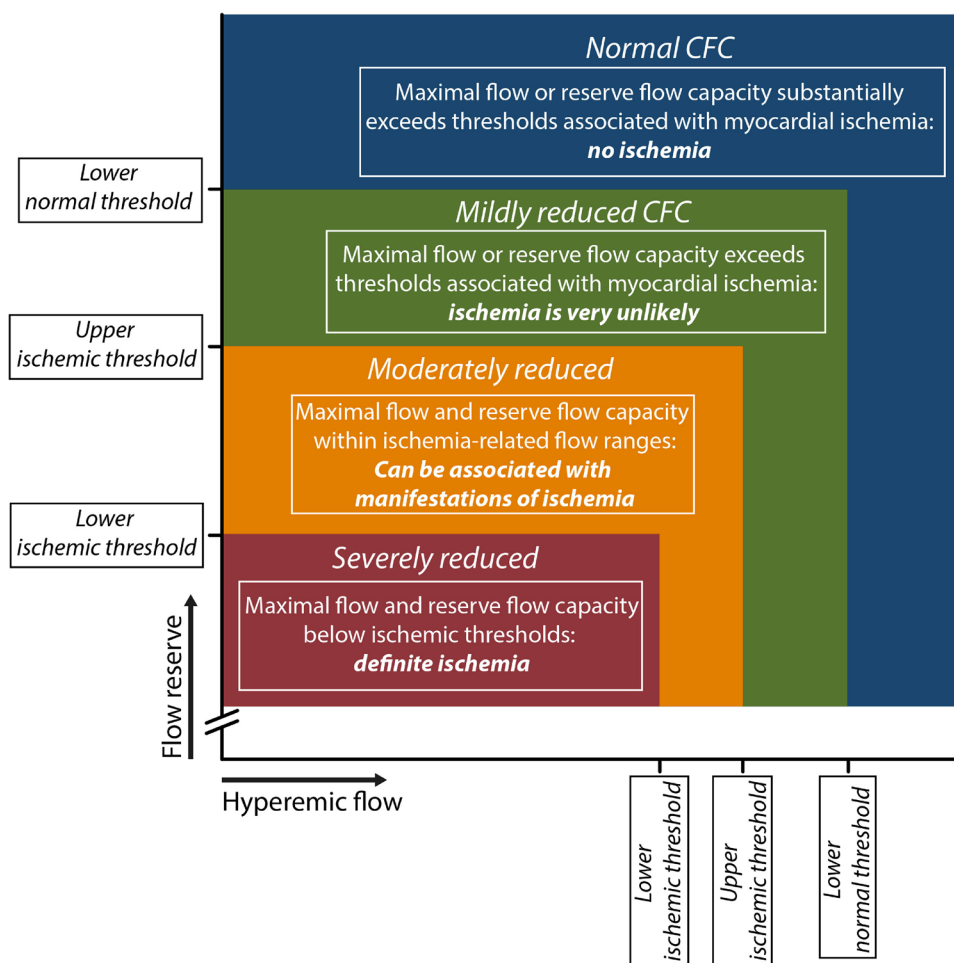 Normal CFC
Maximal flow or reserve flow capacity substantially
exceeds thresholds associated with myocardial ischemia:
no ischemia
Lower
normal threshold
Mildly reduced CFC
Maximal flow or reserve flow capacity exceeds
thresholds associated with myocardial ischemia:
ischemia is very unlikely
Upper
ischemic threshold
Moderately reduced
Maximal flow and reserve flow capacity
within ischemia-related flow ranges:
Can be associated with
manifestations of ischemia
Lower
ischemic threshold
Severely reduced
Maximal flow and reserve flow capacity
below ischemic thresholds:
definite ischemia
Flow reserve
Hyperemic flow
Lower
ischemic threshold
Upper
ischemic threshold
Lower
normal threshold